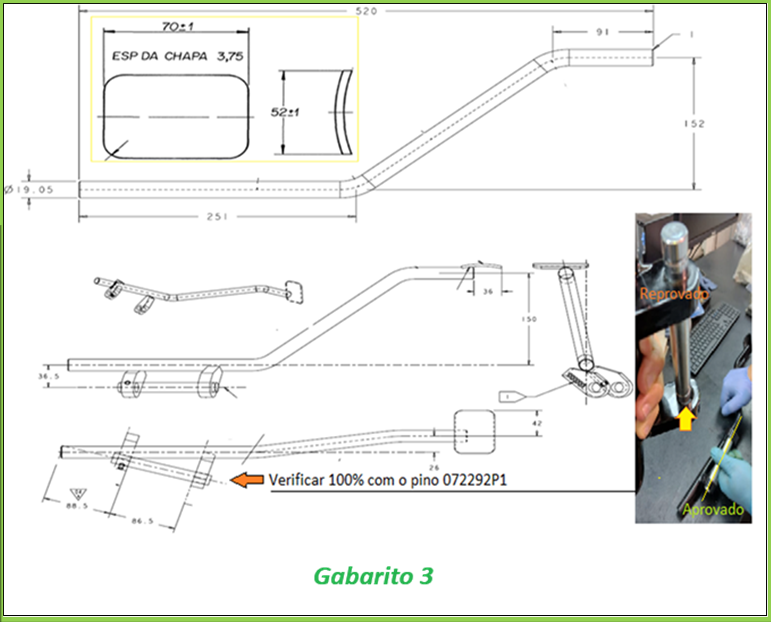 520
70±1
91
1
ESP DA CHAPA 3,75
52±1
152
Ø19.05
251
Reprovado
36
150
36.5
1
42
26
Verificar 100% com o pino 072292P1
88.5
86.5
Aprovado
Gabarito 3